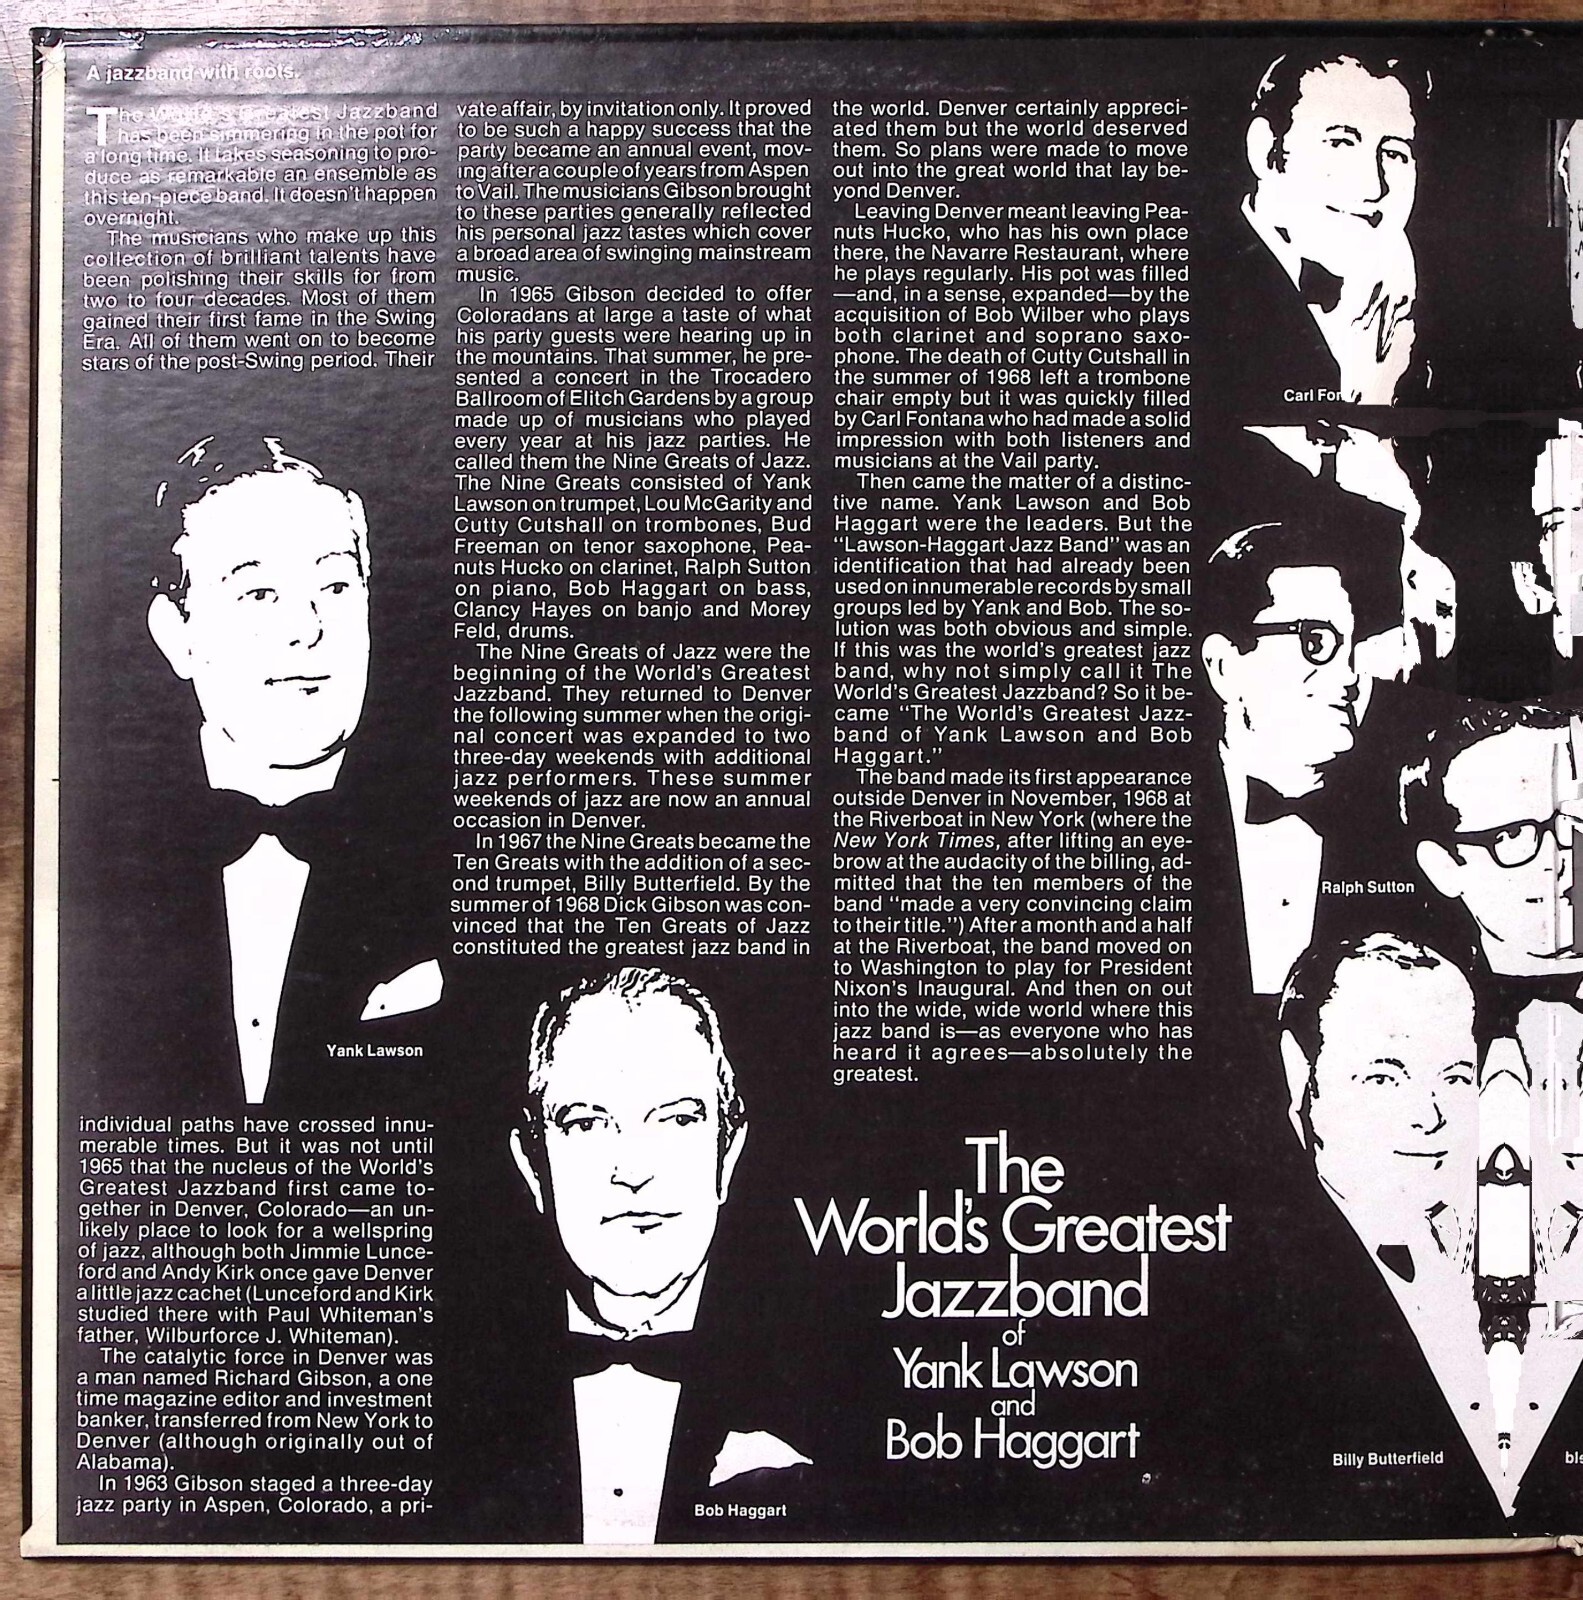 A jazzband with roots.
The World's Greatest Jazzband
has been simmering in the pot for
a long time. It takes seasoning to pro-
duce as remarkable an ensemble as
this ten-piece band. It doesn't happen
overnight.
The musicians who make up this
collection of brilliant talents have
been polishing their skills for from
two to four decades. Most of them
gained their first fame in the Swing
Era. All of them went on to become
stars of the post-Swing period. Their
Yank Lawson
individual paths have crossed innu-
merable times. But it was not until
1965 that the nucleus of the World's
Greatest Jazzband first came to-
gether in Denver, Colorado—an un-
likely place to look for a wellspring
of jazz, although both Jimmie Lunce-
ford and Andy Kirk once gave Denver
a little jazz cachet (Lunceford and Kirk
studied there with Paul Whiteman's
father, Wilburforce J. Whiteman).
The catalytic force in Denver was
a man named Richard Gibson, a one
time magazine editor and investment
banker, transferred from New York to
Denver (although originally out of
Alabama).
In 1963 Gibson staged a three-day
jazz party in Aspen, Colorado, a pri-
vate affair, by invitation only. It proved
to be such a happy success that the
party became an annual event, mov-
ing after a couple of years from Aspen
to Vail. The musicians Gibson brought
to these parties generally reflected
his personal jazz tastes which cover
a broad area of swinging mainstream
music.
In 1965 Gibson decided to offer
Coloradans at large a taste of what
his party guests were hearing up in
the mountains. That summer, he pre-
sented a concert in the Trocadero
Ballroom of Elitch Gardens by a group
made up of musicians who played
every year at his jazz parties. He
called them the Nine Greats of Jazz.
The Nine Greats consisted of Yank
Lawson on trumpet, Lou McGarity and
Cutty Cutshall on trombones, Bud
Freeman on tenor saxophone, Pea-
nuts Hucko on clarinet, Ralph Sutton
on piano, Bob Haggart on bass,
Clancy Hayes on banjo and Morey
Feld, drums.
The Nine Greats of Jazz were the
beginning of the World's Greatest
Jazzband. They returned to Denver
the following summer when the origi-
nal concert was expanded to two
three-day weekends with additional
jazz performers. These summer
weekends of jazz are now an annual
occasion in Denver.
In 1967 the Nine Greats became the
Ten Greats with the addition of a sec-
ond trumpet, Billy Butterfield. By the
summer of 1968 Dick Gibson was con-
vinced that the Ten Greats of Jazz
constituted the greatest jazz band in
Bob Haggart
the world. Denver certainly appreci-
ated them but the world deserved
them. So plans were made to move
out into the great world that lay be-
yond Denver.
Leaving Denver meant leaving Pea-
nuts Hucko, who has his own place
there, the Navarre Restaurant, where
he plays regularly. His pot was filled
—and, in a sense, expanded—by the
acquisition of Bob Wilber who plays
both clarinet and soprano saxo-
phone. The death of Cutty Cutshall in
the summer of 1968 left a trombone
chair empty but it was quickly filled
by Carl Fontana who had made a solid
impression with both listeners and
musicians at the Vail party.
Then came the matter of a distinc-
tive name. Yank Lawson and Bob
Haggart were the leaders. But the
"Lawson-Haggart Jazz Band" was an
identification that had already been
used on innumerable records by small
groups led by Yank and Bob. The so-
lution was both obvious and simple.
If this was the world's greatest jazz
band, why not simply call it The
World's Greatest Jazzband? So it be-
came "The World's Greatest Jazz-
band of Yank Lawson and Bob
Haggart."
The band made its first appearance
outside Denver in November, 1968 at
the Riverboat in New York (where the
New York Times, after lifting an eye-
brow at the audacity of the billing, ad-
mitted that the ten members of the
band "made a very convincing claim
to their title.") After a month and a half
at the Riverboat, the band moved on
to Washington to play for President
Nixon's Inaugural. And then on out
into the wide, wide world where this
jazz band is—as everyone who has
heard it agrees—absolutely the
greatest.
The
World's Greatest
Jazzband
of
Yank Lawson
and
Bob Haggart
Carl Fon
Ralph Sutton
Billy Butterfield